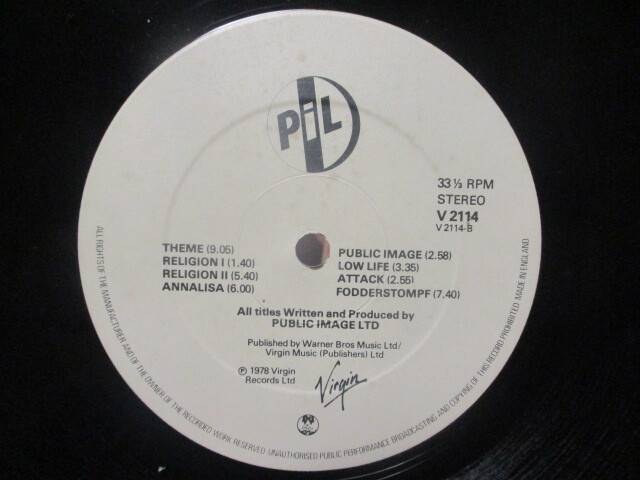 PiL
33 ⅓ RPM
STEREO
V 2114
V 2114-B
THEME (9.05)
RELIGION I (1.40)
RELIGION II (5.40)
ANNALISA (6.00)
PUBLIC IMAGE (2.58)
LOW LIFE (3.35)
ATTACK (2.55)
FODDERSTOMPF (7.40)
All titles Written and Produced by
PUBLIC IMAGE LTD
Published by Warner Bros Music Ltd/
Virgin Music (Publishers) Ltd
℗ 1978 Virgin
Records Ltd
Virgin
ALL RIGHTS OF THE MANUFACTURER AND OF THE OWNER OF THE RECORDED WORK RESERVED. UNAUTHORISED PUBLIC PERFORMANCE BROADCASTING AND COPYING OF THIS RECORD PROHIBITED. MADE IN ENGLAND.